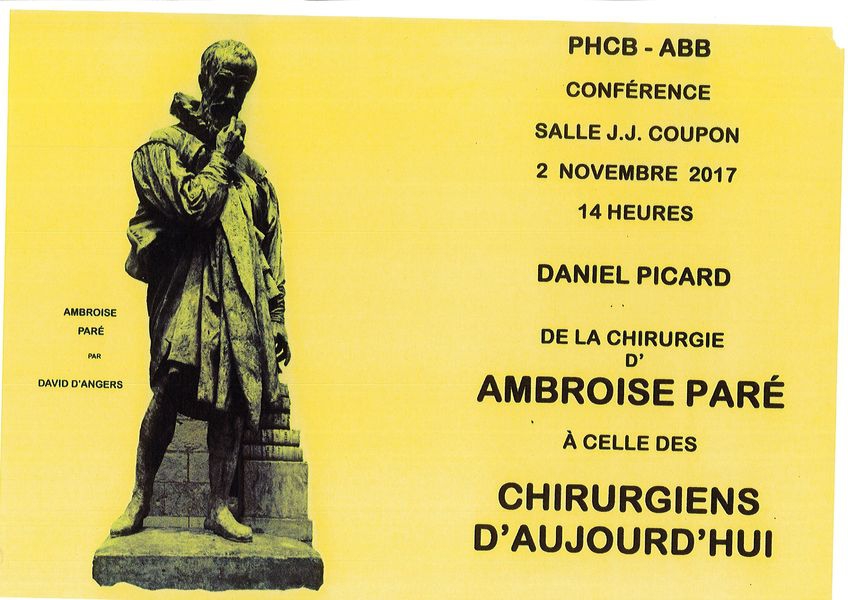 AMBROISE
PARÉ
PAR
DAVID D'ANGERS
PHCB - ABB
CONFÉRENCE
SALLE J.J. COUPON
2 NOVEMBRE 2017
14 HEURES
DANIEL PICARD
DE LA CHIRURGIE
D'
AMBROISE PARÉ
À CELLE DES
CHIRURGIENS
D'AUJOURD'HUI